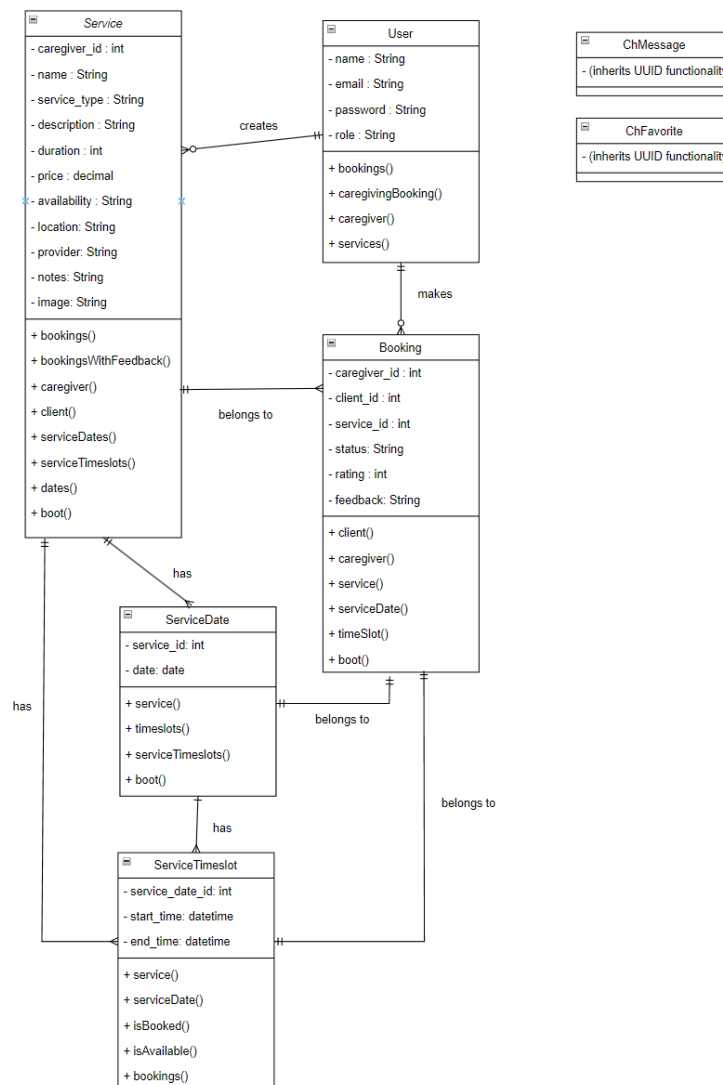 Service
- caregiver_id : int
- name : String
- service_type : String
- description : String
- duration : int
- price : decimal
- availability : String
- location: String
- provider: String
- notes: String
- image: String
+ bookings()
+ bookingsWithFeedback()
+ caregiver()
+ client()
+ serviceDates()
+ serviceTimeslots()
+ dates()
+ boot()
creates
User
- name : String
- email : String
- password : String
- role : String
+ bookings()
+ caregivingBooking()
+ caregiver()
+ services()
ChMessage
- (inherits UUID functionality
ChFavorite
- (inherits UUID functionality
makes
belongs to
Booking
- caregiver_id : int
- client_id : int
- service_id : int
- status: String
- rating : int
- feedback: String
+ client()
+ caregiver()
+ service()
+ serviceDate()
+ timeSlot()
+ boot()
has
ServiceDate
- service_id: int
- date: date
+ service()
+ timeslots()
+ serviceTimeslots()
+ boot()
has
belongs to
has
belongs to
ServiceTimeslot
- service_date_id: int
- start_time: datetime
- end_time: datetime
+ service()
+ serviceDate()
+ isBooked()
+ isAvailable()
+ bookings()